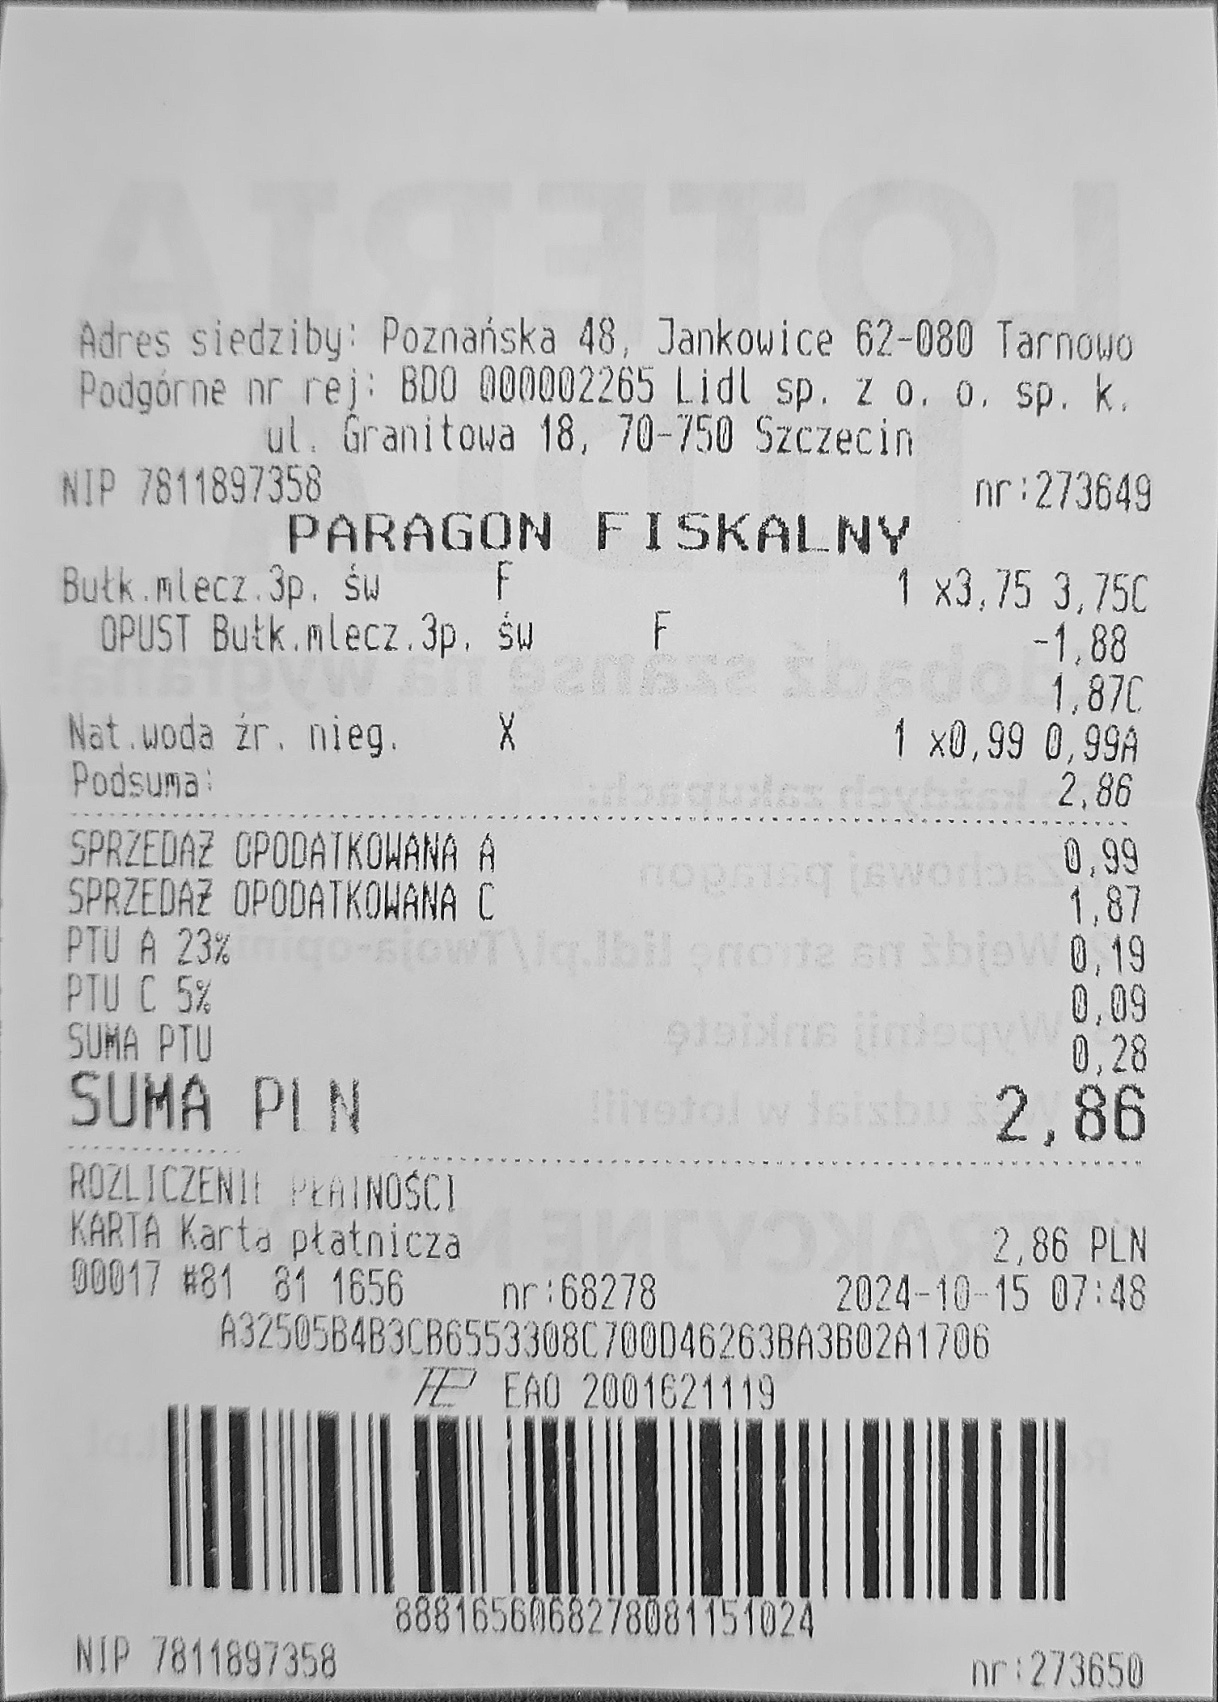 Adres siedziby: Poznańska 48, Jankowice 62-080 Tarnowo
Podgórne nr rej: BDO 000002265 Lidl sp. z o. o. sp. k.
ul. Granitowa 18, 70-750 Szczecin
NIP 7811897358 nr:273649
PARAGON FISKALNY
Bułk.mlecz.3p. św F 1 x3,75 3,75C
OPUST Bułk.mlecz.3p. św F -1,88
1,87C
Nat.woda źr. nieg. X 1 x0,99 0,99A
Podsuma: 2,86
SPRZEDAŻ OPODATKOWANA A 0,99
SPRZEDAŻ OPODATKOWANA C 1,87
PTU A 23% 0,19
PTU C 5% 0,09
SUMA PTU 0,28
SUMA PLN 2,86
ROZLICZENIE PŁATNOŚCI
KARTA Karta płatnicza 2,86 PLN
00017 #81 81 1656 nr:68278 2024-10-15 07:48
A32505B4B3CB6553308C700D46263BA3B02A1706
EAO 2001621119
8881656068278081151024
NIP 7811897358 nr:273650